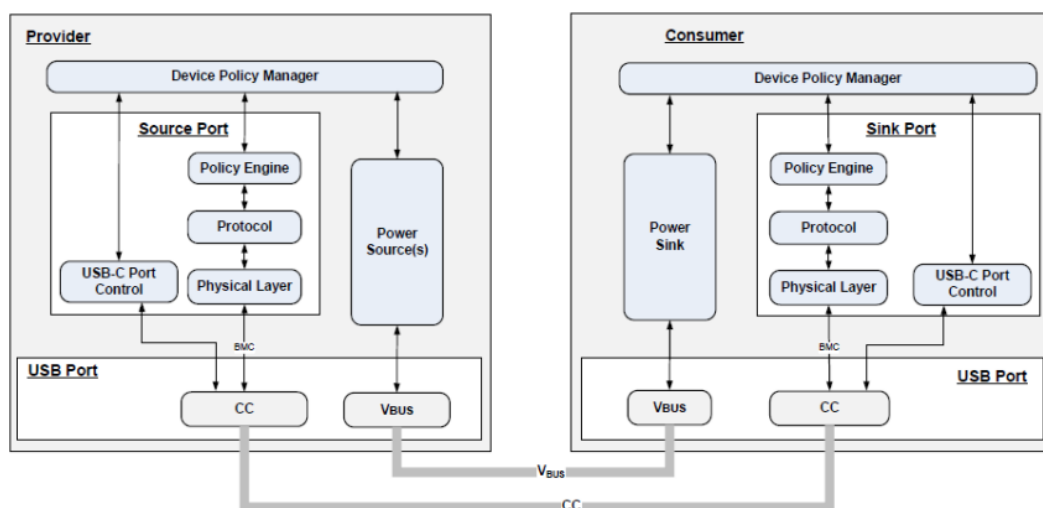 Provider
Device Policy Manager
Source Port
Policy Engine
Protocol
Physical Layer
USB-C Port
Control
Power
Source(s)
BMC
USB Port
CC
VBUS
Consumer
Device Policy Manager
Sink Port
Power
Sink
Policy Engine
Protocol
Physical Layer
USB-C Port
Control
BMC
USB Port
VBUS
CC
VBUS
CC